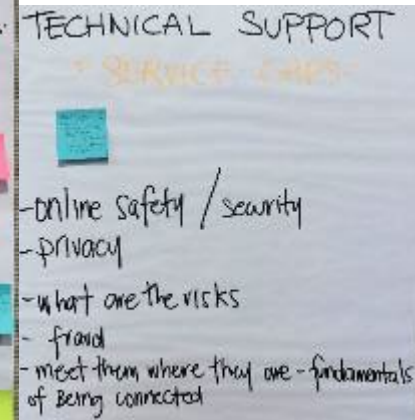 TECHNICAL SUPPORT
-online safety / security
-privacy
-what are the risks
- fraud
-meet them where they are - fundamentals
of Being connected